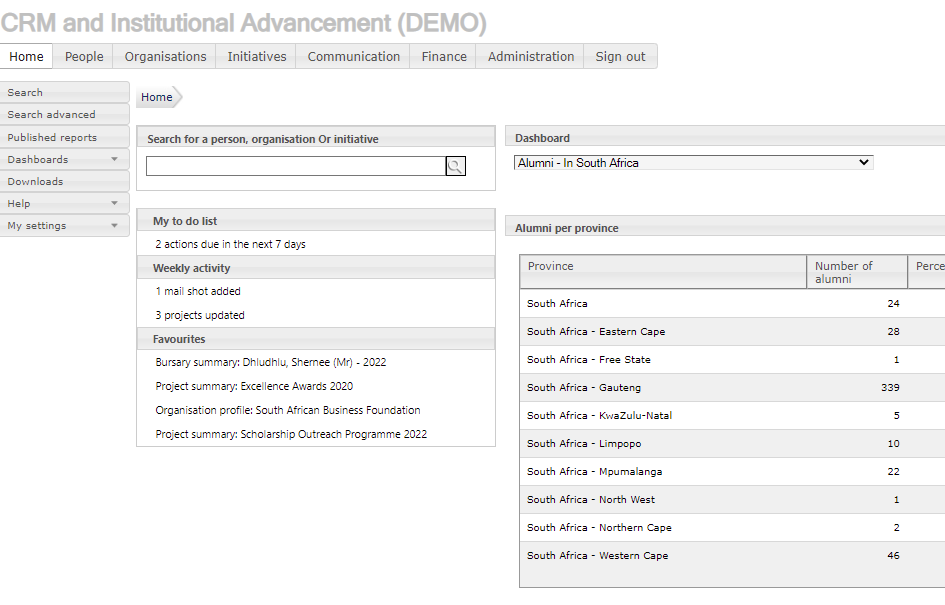 CRM and Institutional Advancement (DEMO)
Home People Organisations Initiatives Communication Finance Administration Sign out
Search
Search advanced
Published reports
Dashboards
Downloads
Help
My settings
Home
Search for a person, organisation Or initiative
My to do list
2 actions due in the next 7 days
Weekly activity
1 mail shot added
3 projects updated
Favourites
Bursary summary: Dhludhlu, Shernee (Mr) - 2022
Project summary: Excellence Awards 2020
Organisation profile: South African Business Foundation
Project summary: Scholarship Outreach Programme 2022
Dashboard
Alumni - In South Africa
Alumni per province
Province Number of alumni Perce
South Africa 24
South Africa - Eastern Cape 28
South Africa - Free State 1
South Africa - Gauteng 339
South Africa - KwaZulu-Natal 5
South Africa - Limpopo 10
South Africa - Mpumalanga 22
South Africa - North West 1
South Africa - Northern Cape 2
South Africa - Western Cape 46